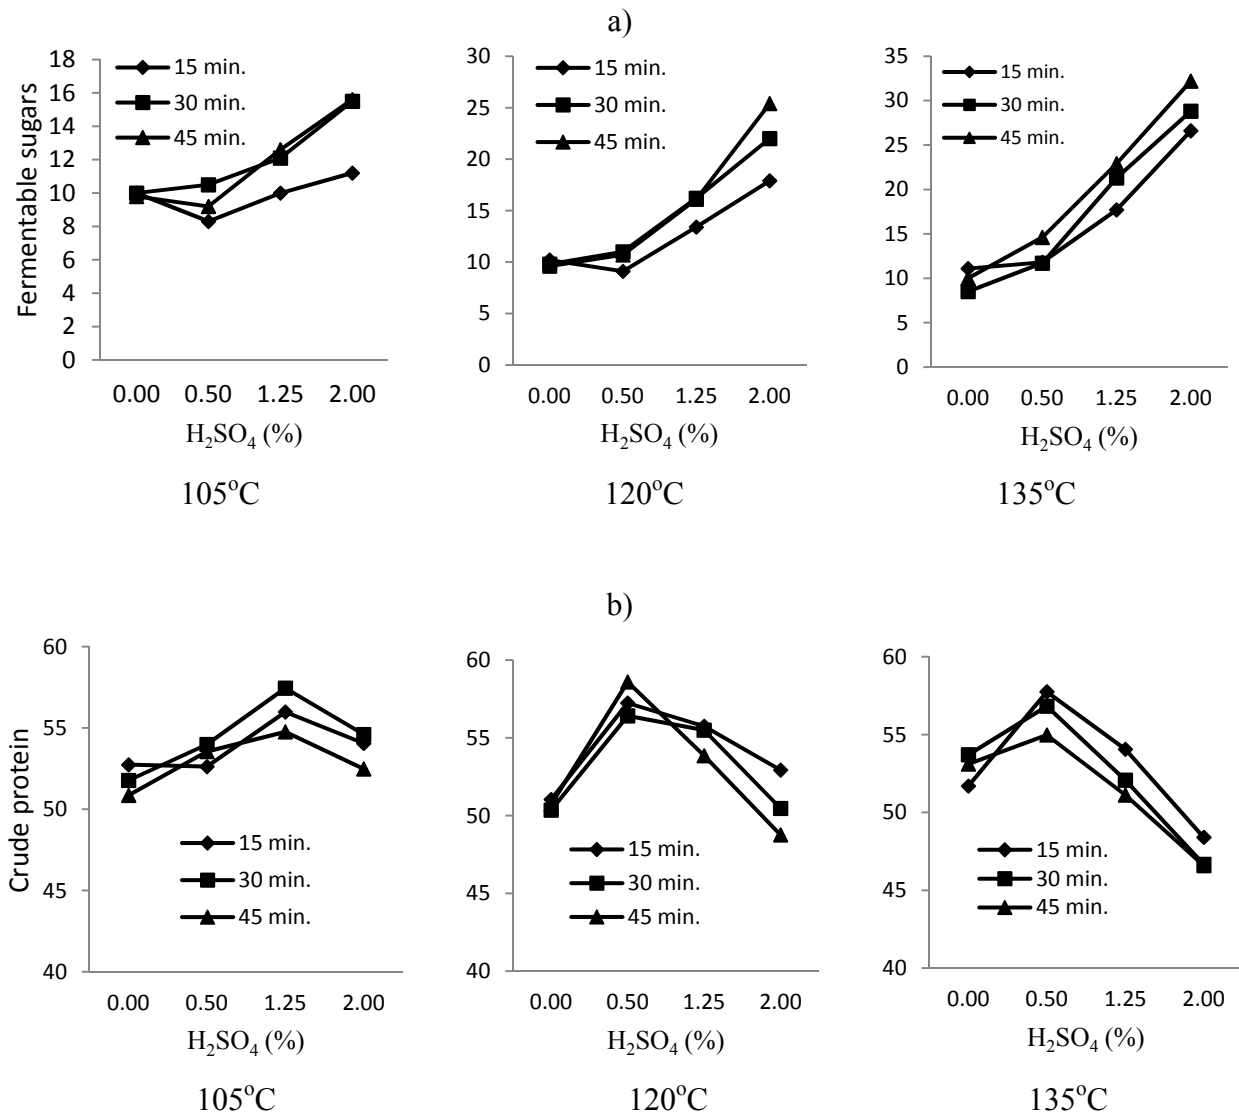 a)
Fermentable sugars
18
16
14
12
10
8
6
4
2
0
15 min.
30 min.
45 min.
0.00 0.50 1.25 2.00
H₂SO₄ (%)
105°C
30
25
20
15
10
5
0
15 min.
30 min.
45 min.
0.00 0.50 1.25 2.00
H₂SO₄ (%)
120°C
35
30
25
20
15
10
5
0
15 min.
30 min.
45 min.
0.00 0.50 1.25 2.00
H₂SO₄ (%)
135°C
b)
Crude protein
60
55
50
45
40
15 min.
30 min.
45 min.
0.00 0.50 1.25 2.00
H₂SO₄ (%)
105°C
60
55
50
45
40
15 min.
30 min.
45 min.
0.00 0.50 1.25 2.00
H₂SO₄ (%)
120°C
60
55
50
45
40
15 min.
30 min.
45 min.
0.00 0.50 1.25 2.00
H₂SO₄ (%)
135°C